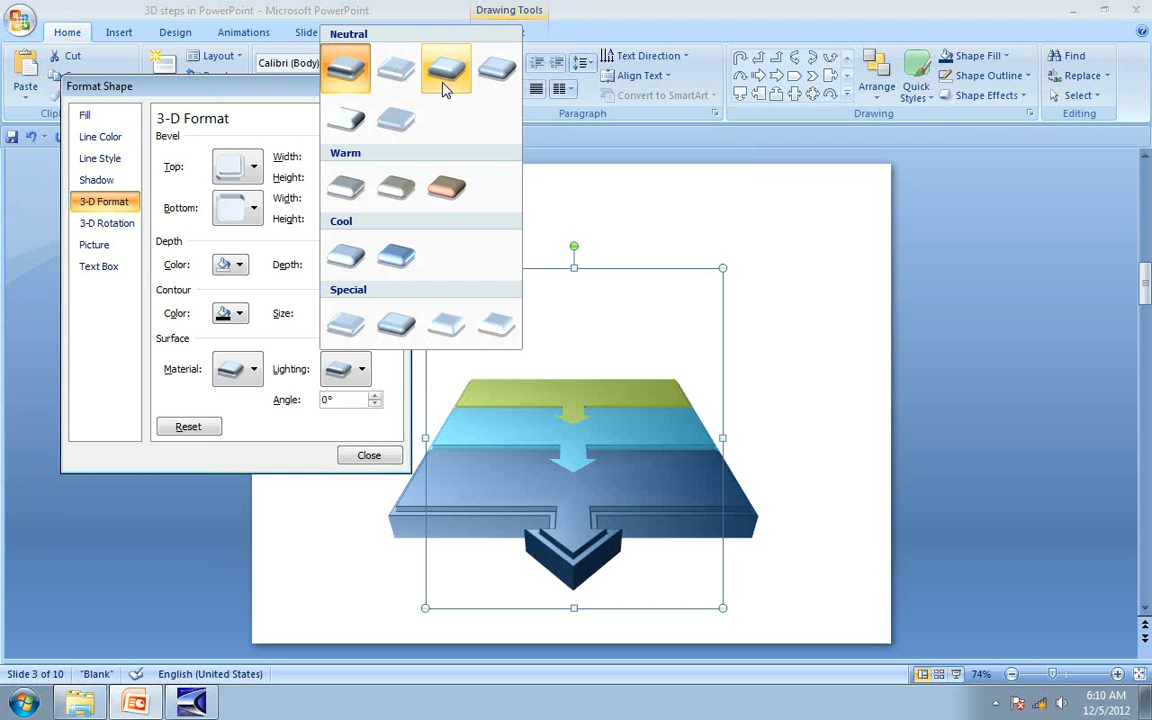 3D steps in PowerPoint - Microsoft PowerPoint
Drawing Tools
Home
Insert
Design
Animations
Slide
Paste
Cut
Layout
Calibri (Body)
Text Direction
Align Text
Convert to SmartArt
Paragraph
Arrange
Quick
Styles
Shape Fill
Shape Outline
Shape Effects
Drawing
Find
Replace
Select
Editing
Format Shape
Fill
Line Color
Line Style
Shadow
3-D Format
3-D Rotation
Picture
Text Box
3-D Format
Bevel
Top:
Width:
Height:
Bottom:
Width:
Height:
Depth
Color:
Depth:
Contour
Color:
Size:
Surface
Material:
Lighting:
Angle:
0°
Reset
Close
Neutral
Warm
Cool
Special
Slide 3 of 10
"Blank"
English (United States)
74%
6:10 AM
12/5/2012